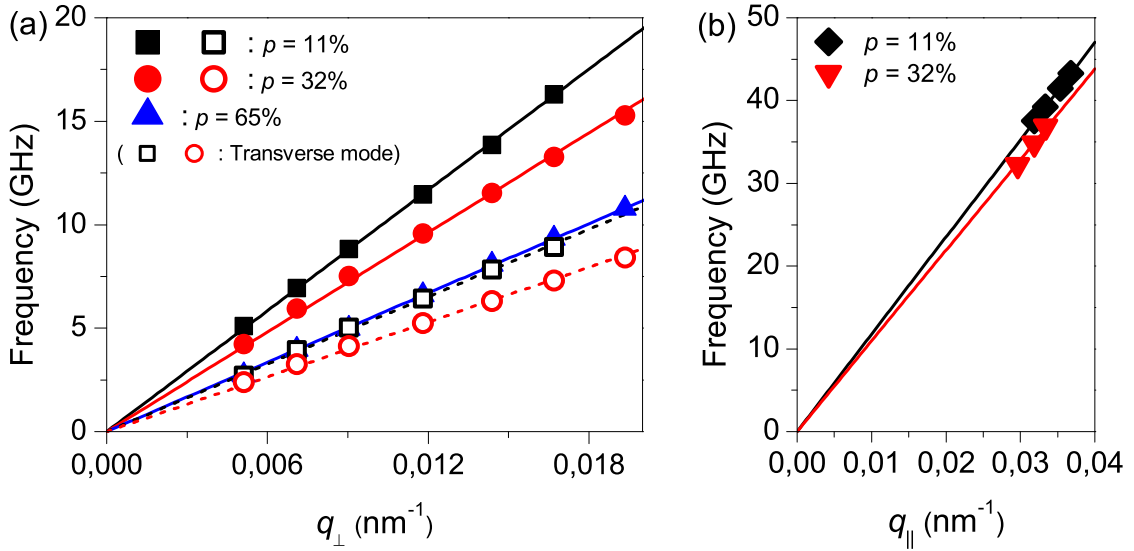 (a)
: p = 11%
: p = 32%
: p = 65%
( : Transverse mode)
20
15
10
5
0
Frequency (GHz)
0,000 0,006 0,012 0,018
q⊥ (nm⁻¹)
(b)
p = 11%
p = 32%
50
40
30
20
10
0
Frequency (GHz)
0,00 0,01 0,02 0,03 0,04
q∥ (nm⁻¹)